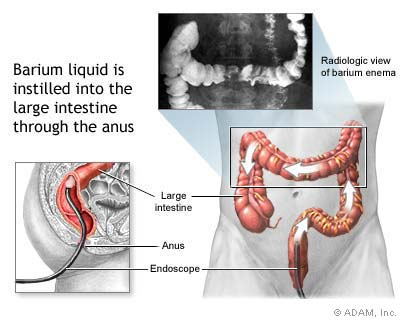 Barium liquid is
instilled into the
large intestine
through the anus
Radiologic view
of barium enema
Large
intestine
Anus
Endoscope
© ADAM, Inc.